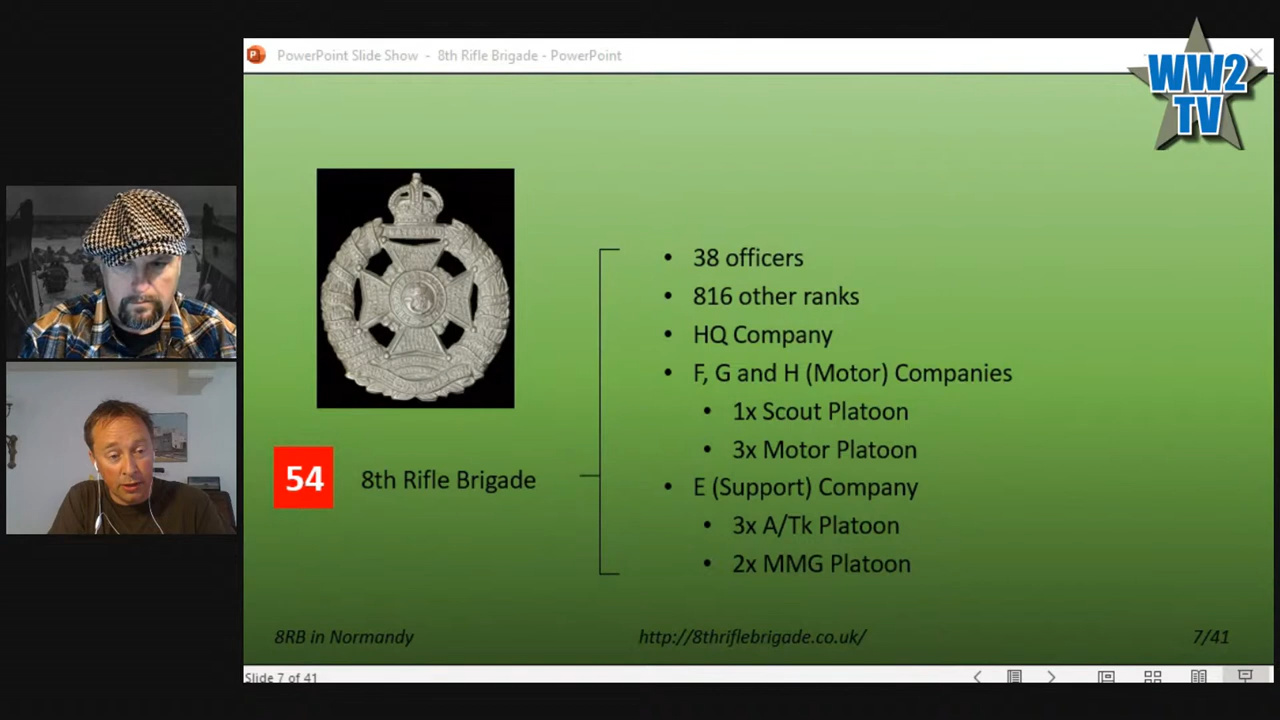 PowerPoint Slide Show - 8th Rifle Brigade - PowerPoint
WW2
TV
• 38 officers
• 816 other ranks
• HQ Company
• F, G and H (Motor) Companies
• 1x Scout Platoon
• 3x Motor Platoon
• E (Support) Company
• 3x A/Tk Platoon
• 2x MMG Platoon
54
8th Rifle Brigade
8RB in Normandy
http://8thriflebrigade.co.uk/
7/41
Slide 7 of 41